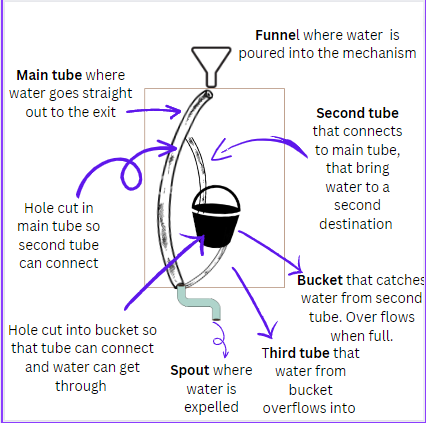 Funnel where water is
poured into the mechanism
Main tube where
water goes straight
out to the exit
Second tube
that connects
to main tube,
that bring
water to a
second
destination
Hole cut in
main tube so
second tube
can connect
Bucket that catches
water from second
tube. Over flows
when full.
Hole cut into bucket so
that tube can connect
and water can get
through
Spout where
water is
expelled
Third tube that
water from
bucket
overflows into